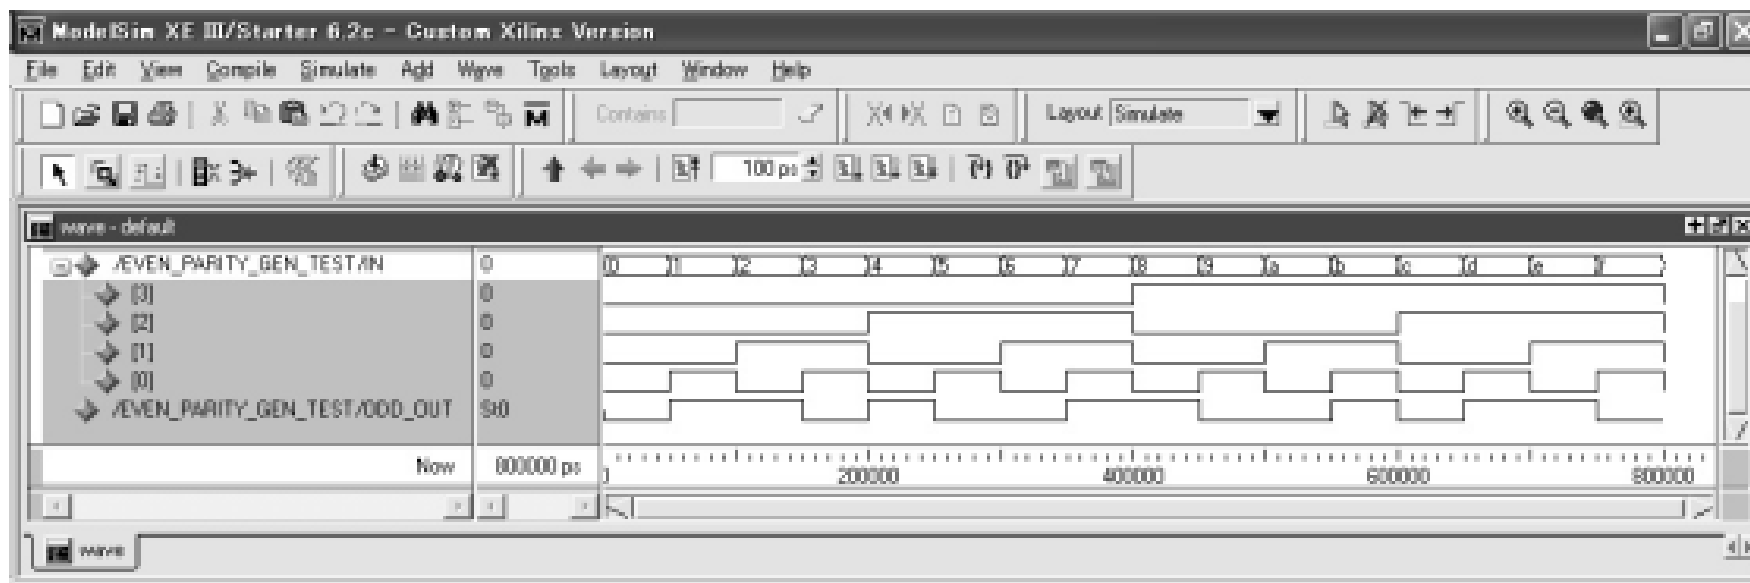 ModelSim XE III/Starter 6.2c - Custom Xilinx Version
File Edit View Compile Simulate Add Wave Tools Layout Window Help
Contains Layout Simulate
100 ps
wave - default
/EVEN_PARITY_GEN_TEST/IN 0 0 1 2 3 4 5 6 7 8 9 a b c d e f
[3] 0
[2] 0
[1] 0
[0] 0
/EVEN_PARITY_GEN_TEST/ODD_OUT St0
Now 800000 ps 200000 400000 600000 800000
wave